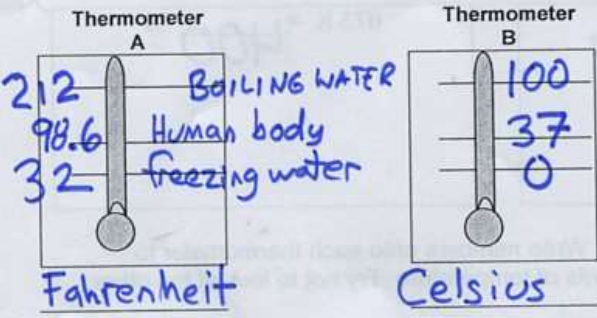 Thermometer
A
212 BOILING WATER
98.6 Human body
32 freezing water
Fahrenheit
Thermometer
B
100
37
0
Celsius